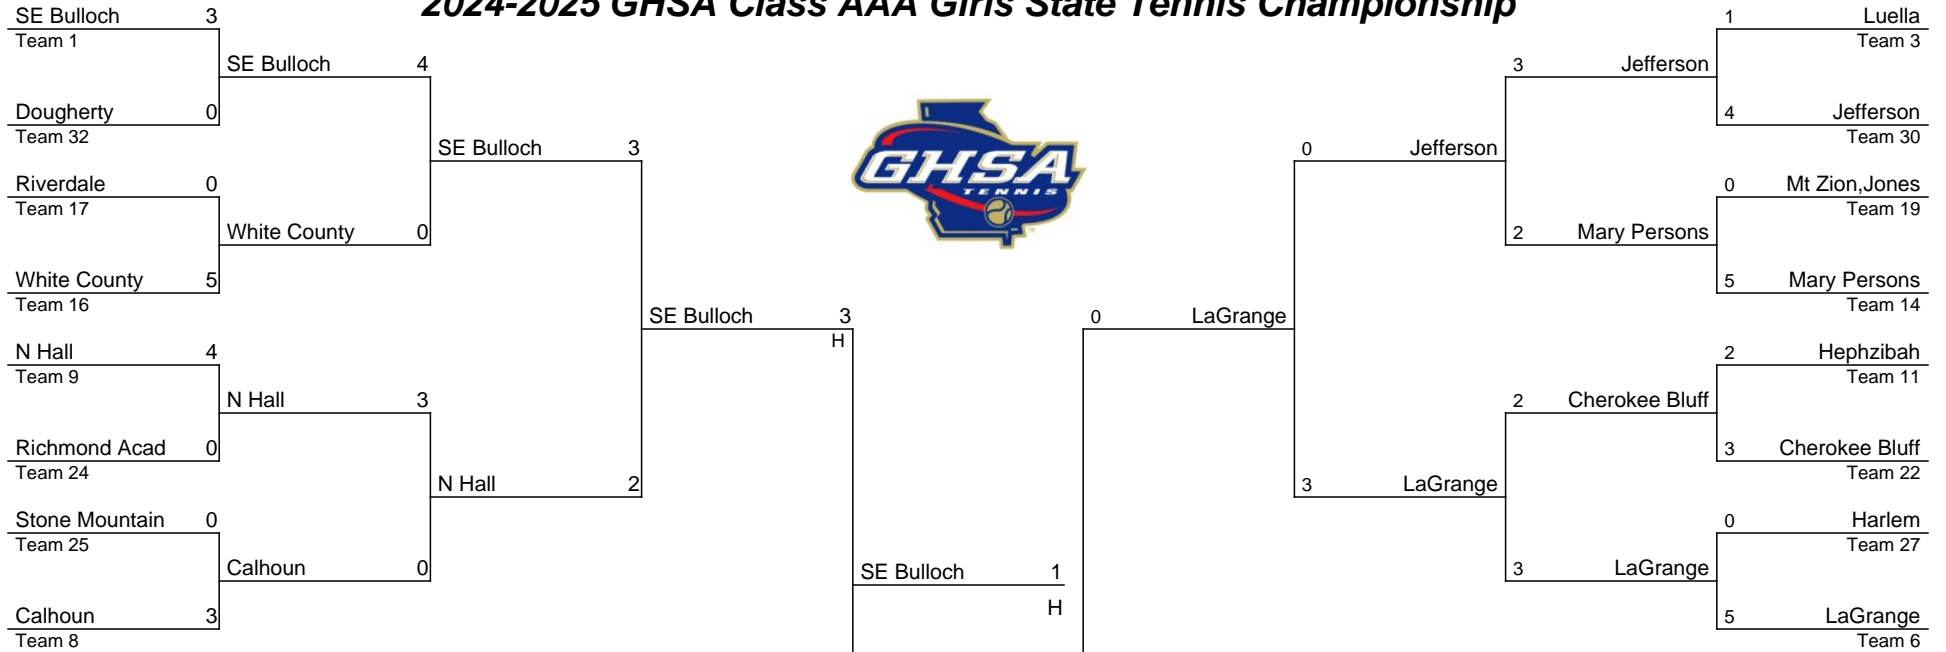 2024-2025 GHSA Class AAA Girls State Tennis Championship
SE Bulloch 3
Team 1
SE Bulloch 4
Dougherty 0
Team 32
SE Bulloch 3
Riverdale 0
Team 17
White County 0
White County 5
Team 16
SE Bulloch 3
H
N Hall 4
Team 9
N Hall 3
Richmond Acad 0
Team 24
N Hall 2
Stone Mountain 0
Team 25
Calhoun 0
Calhoun 3
Team 8
SE Bulloch 1
H
GHSA
TENNIS
1 Luella
Team 3
3 Jefferson
4 Jefferson
Team 30
0 Jefferson
0 Mt Zion,Jones
Team 19
2 Mary Persons
5 Mary Persons
Team 14
0 LaGrange
2 Hephzibah
Team 11
2 Cherokee Bluff
3 Cherokee Bluff
Team 22
3 LaGrange
0 Harlem
Team 27
3 LaGrange
5 LaGrange
Team 6